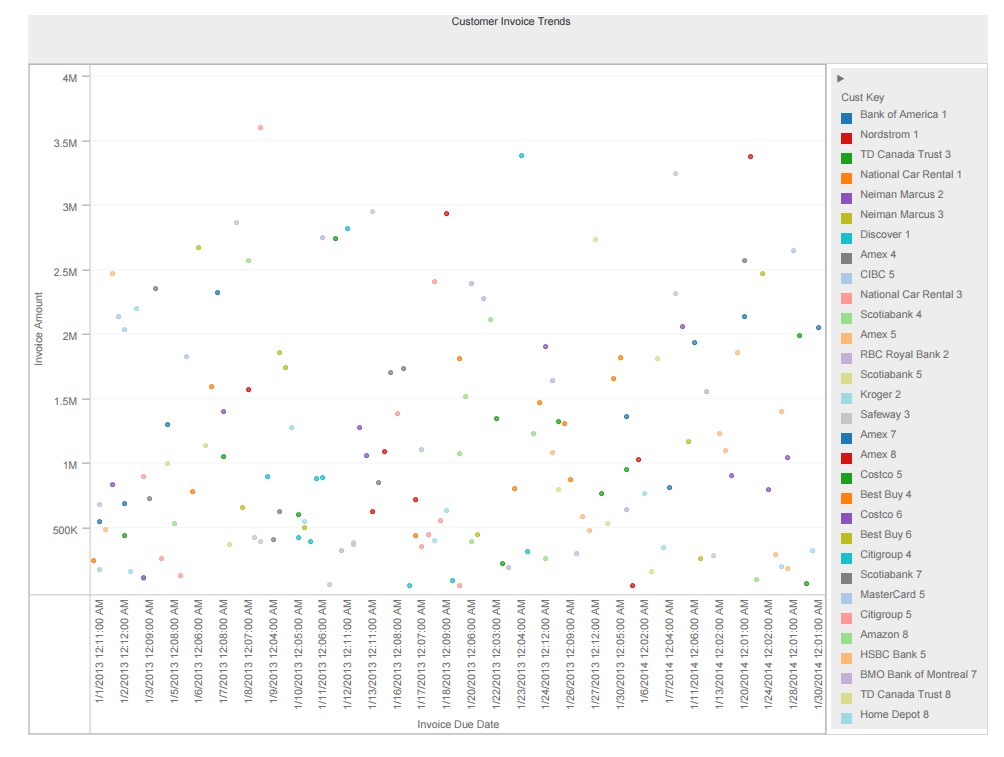 Customer Invoice Trends
4M
3.5M
3M
2.5M
2M
1.5M
1M
500K
Invoice Amount
1/1/2013 12:11:00 AM
1/2/2013 12:12:00 AM
1/3/2013 12:09:00 AM
1/5/2013 12:08:00 AM
1/6/2013 12:06:00 AM
1/7/2013 12:08:00 AM
1/8/2013 12:07:00 AM
1/9/2013 12:04:00 AM
1/10/2013 12:05:00 AM
1/11/2013 12:06:00 AM
1/12/2013 12:11:00 AM
1/13/2013 12:11:00 AM
1/16/2013 12:08:00 AM
1/17/2013 12:07:00 AM
1/18/2013 12:09:00 AM
1/20/2013 12:06:00 AM
1/22/2013 12:03:00 AM
1/23/2013 12:04:00 AM
1/24/2013 12:12:00 AM
1/26/2013 12:09:00 AM
1/27/2013 12:12:00 AM
1/30/2013 12:05:00 AM
1/6/2014 12:02:00 AM
1/7/2014 12:12:00 AM
1/11/2014 12:06:00 AM
1/13/2014 12:02:00 AM
1/20/2014 12:01:00 AM
1/24/2014 12:02:00 AM
1/28/2014 12:01:00 AM
1/30/2014 12:01:00 AM
Invoice Due Date
Cust Key
Bank of America 1
Nordstrom 1
TD Canada Trust 3
National Car Rental 1
Neiman Marcus 2
Neiman Marcus 3
Discover 1
Amex 4
CIBC 5
National Car Rental 3
Scotiabank 4
Amex 5
RBC Royal Bank 2
Scotiabank 5
Kroger 2
Safeway 3
Amex 7
Amex 8
Costco 5
Best Buy 4
Costco 6
Best Buy 6
Citigroup 4
Scotiabank 7
MasterCard 5
Citigroup 5
Amazon 8
HSBC Bank 5
BMO Bank of Montreal 7
TD Canada Trust 8
Home Depot 8